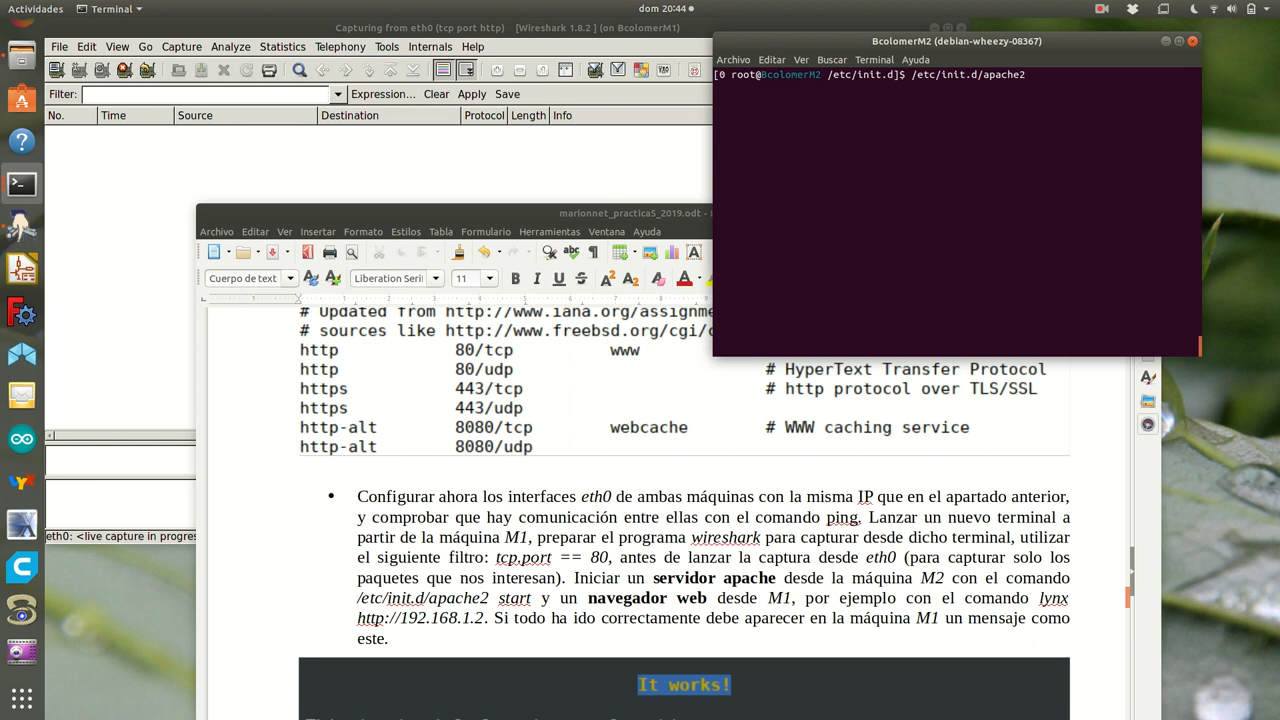 Actividades Terminal dom 20:44
Capturing from eth0 (tcp port http) [Wireshark 1.8.2 ] (on BcolomerM1)
File Edit View Go Capture Analyze Statistics Telephony Tools Internals Help
Filter: Expression... Clear Apply Save
No. Time Source Destination Protocol Length Info
BcolomerM2 (debian-wheezy-08367)
Archivo Editar Ver Buscar Terminal Ayuda
[0 root@BcolomerM2 /etc/init.d]$ /etc/init.d/apache2
marionnet_practica5_2019.odt -
Archivo Editar Ver Insertar Formato Estilos Tabla Formulario Herramientas Ventana Ayuda
Cuerpo de text Liberation Seri 11
# Updated from http://www.iana.org/assignme
# sources like http://www.freebsd.org/cgi/c
http 80/tcp www
http 80/udp # HyperText Transfer Protocol
https 443/tcp # http protocol over TLS/SSL
https 443/udp
http-alt 8080/tcp webcache # WWW caching service
http-alt 8080/udp
• Configurar ahora los interfaces eth0 de ambas máquinas con la misma IP que en el apartado anterior,
y comprobar que hay comunicación entre ellas con el comando ping. Lanzar un nuevo terminal a
partir de la máquina M1, preparar el programa wireshark para capturar desde dicho terminal, utilizar
el siguiente filtro: tcp.port == 80, antes de lanzar la captura desde eth0 (para capturar solo los
paquetes que nos interesan). Iniciar un servidor apache desde la máquina M2 con el comando
/etc/init.d/apache2 start y un navegador web desde M1, por ejemplo con el comando lynx
http://192.168.1.2. Si todo ha ido correctamente debe aparecer en la máquina M1 un mensaje como
este.
eth0: <live capture in progres
It works!